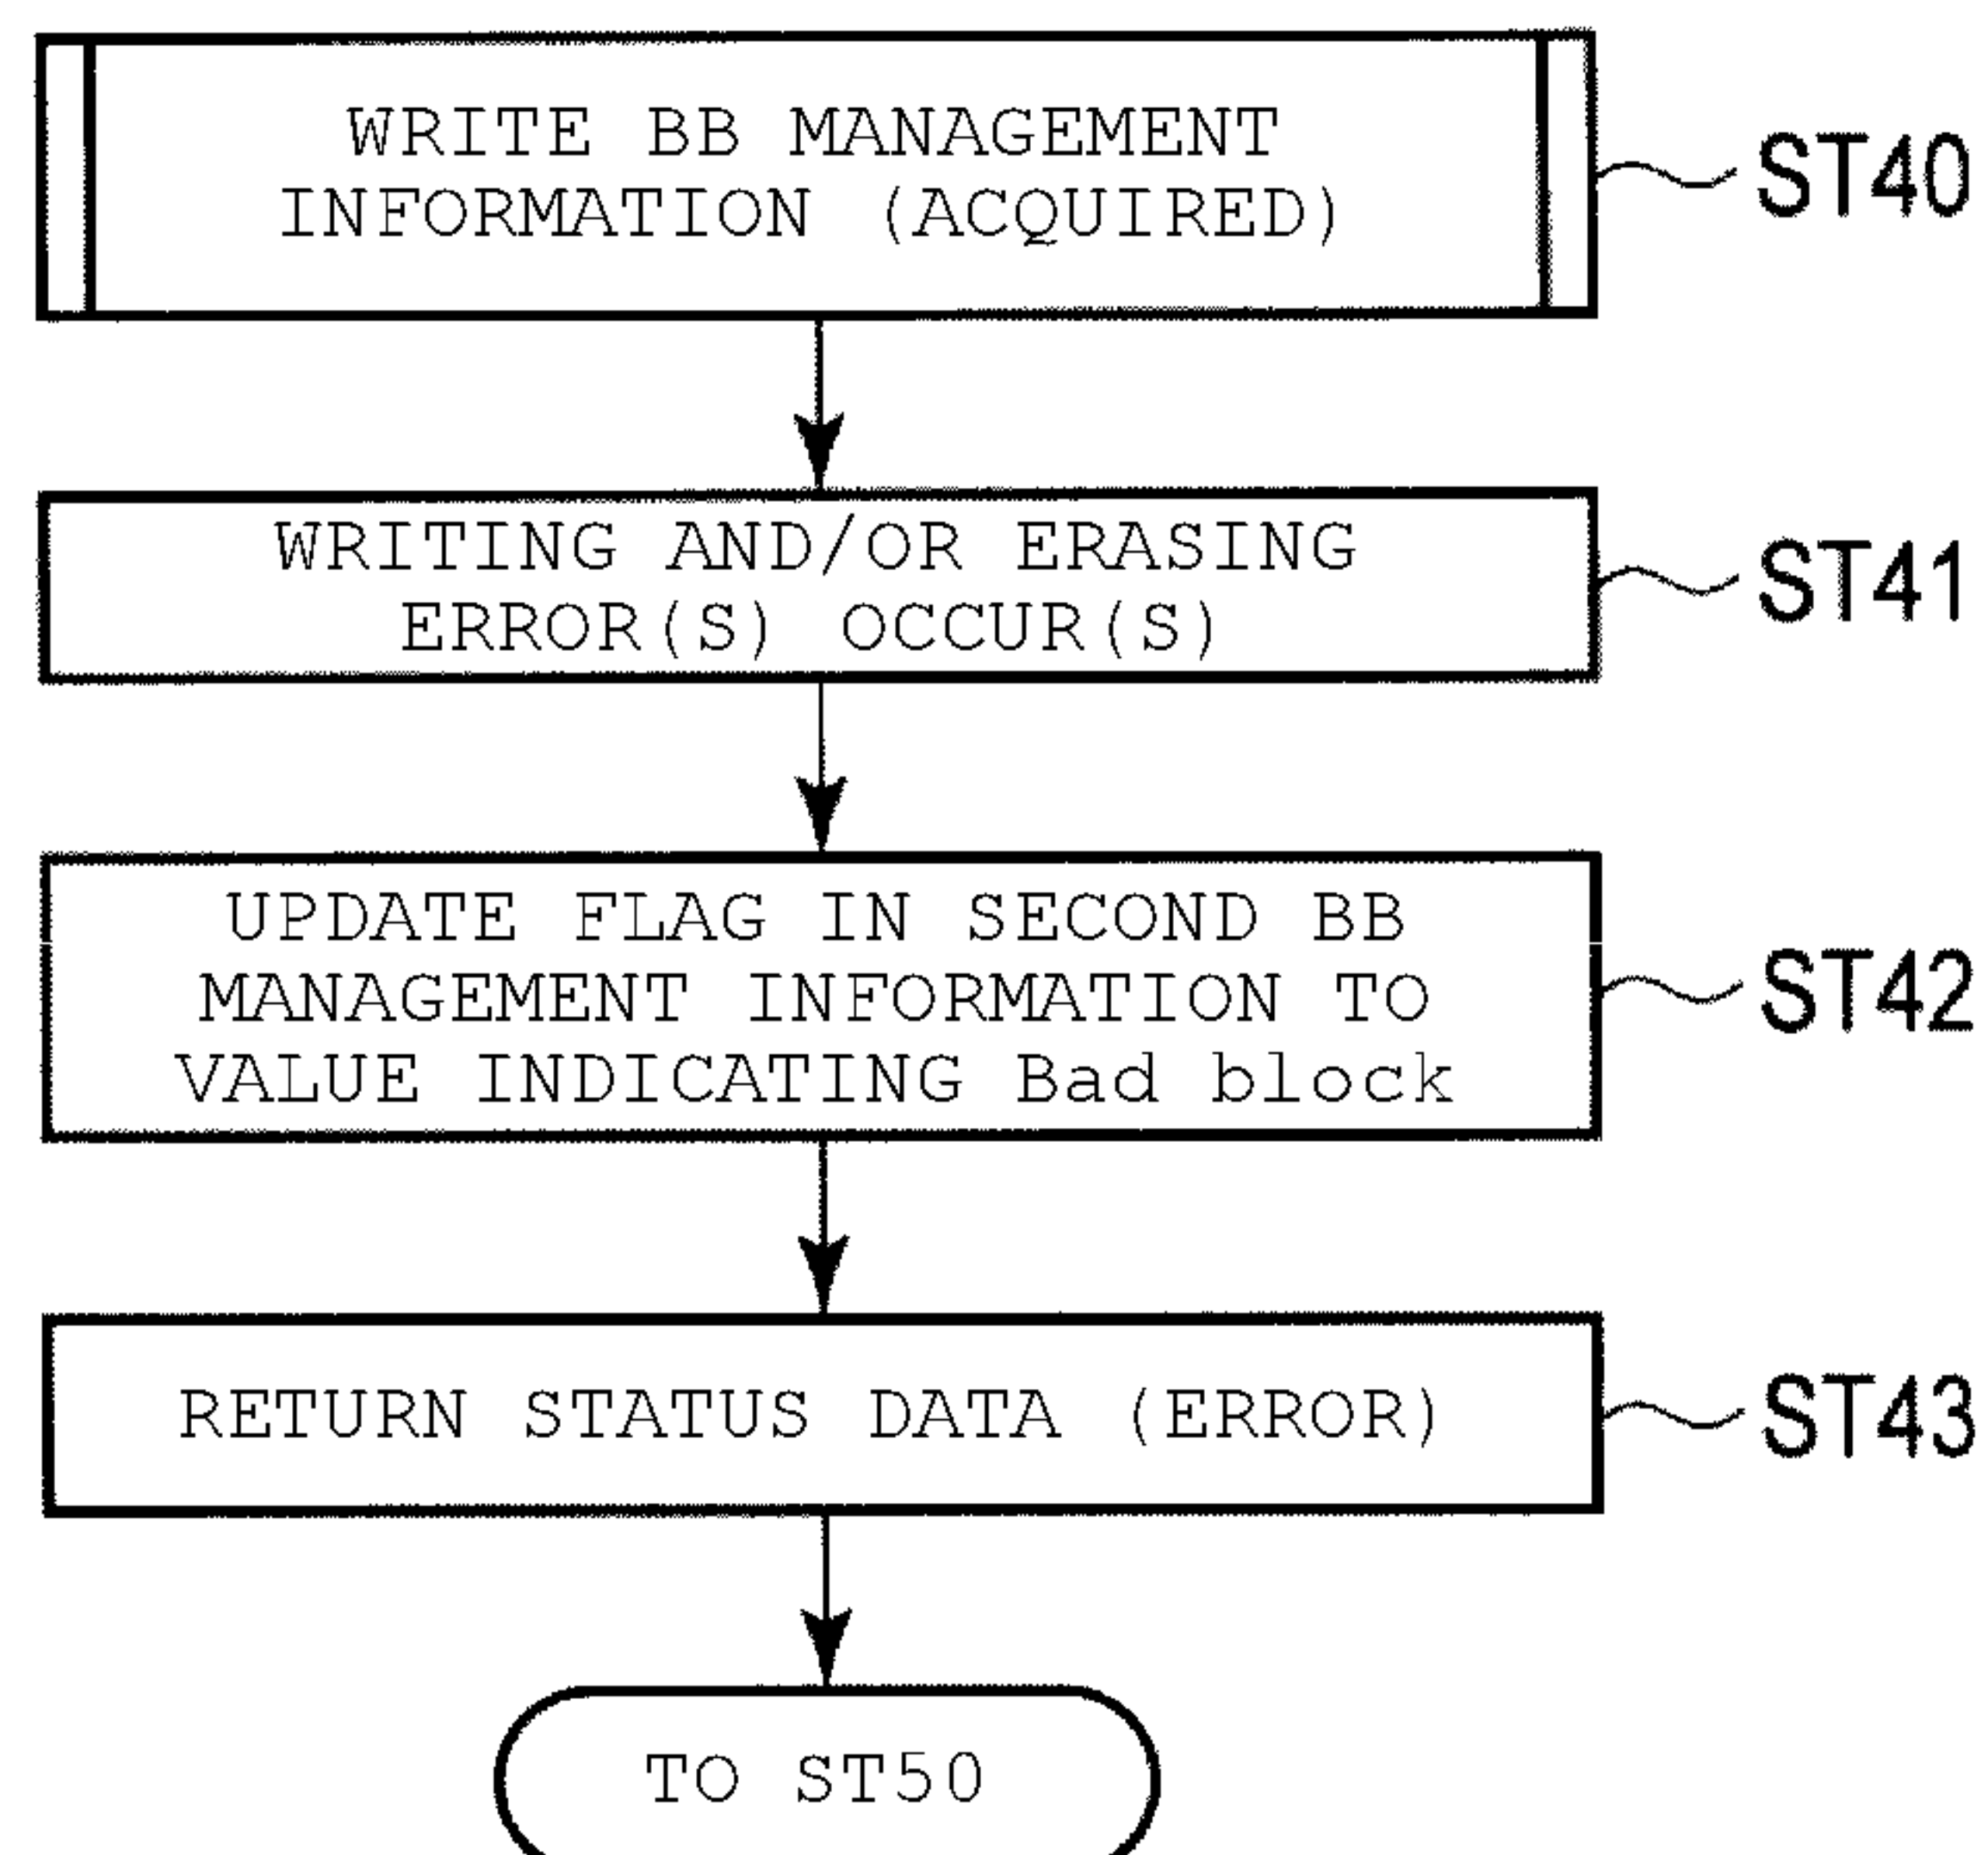 WRITE BB MANAGEMENT
INFORMATION (ACQUIRED)
ST40
WRITING AND/OR ERASING
ERROR(S) OCCUR(S)
ST41
UPDATE FLAG IN SECOND BB
MANAGEMENT INFORMATION TO
VALUE INDICATING Bad block
ST42
RETURN STATUS DATA (ERROR)
ST43
TO ST50